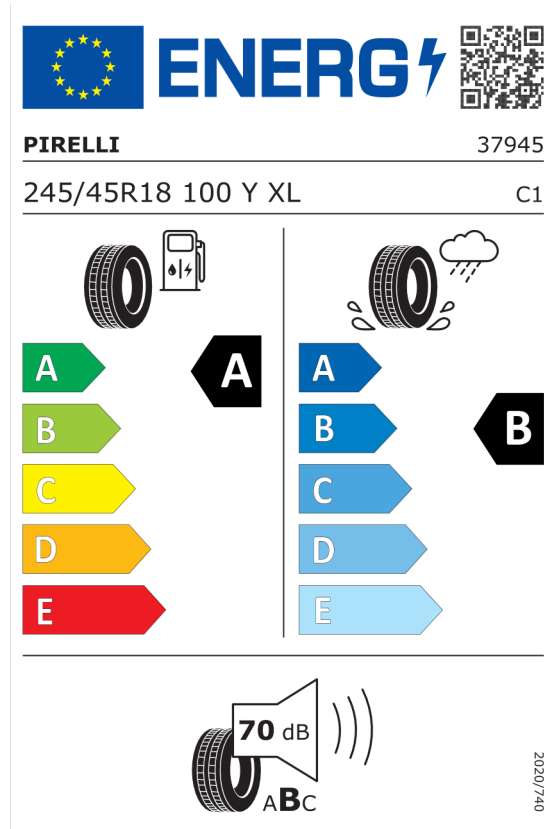 ENERG
PIRELLI 37945
245/45R18 100 Y XL C1
A A A
B B B
C C
D D
E E
70 dB
ABC
2020/740